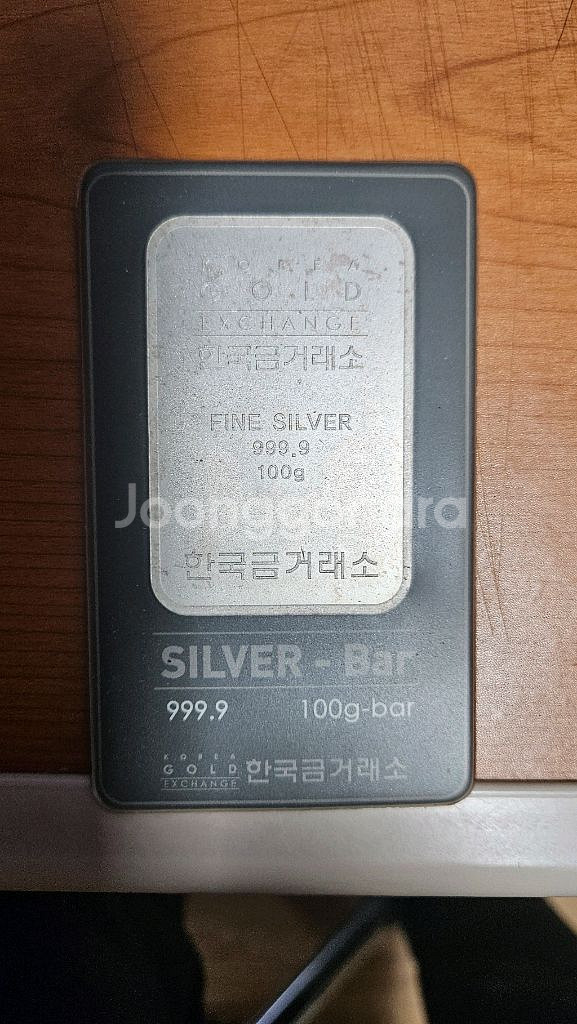 KOREA
GOLD
EXCHANGE
한국금거래소
FINE SILVER
999.9
100g
Joonggonara
한국금거래소
SILVER - Bar
999.9 100g-bar
KOREA
GOLD
EXCHANGE
한국금거래소